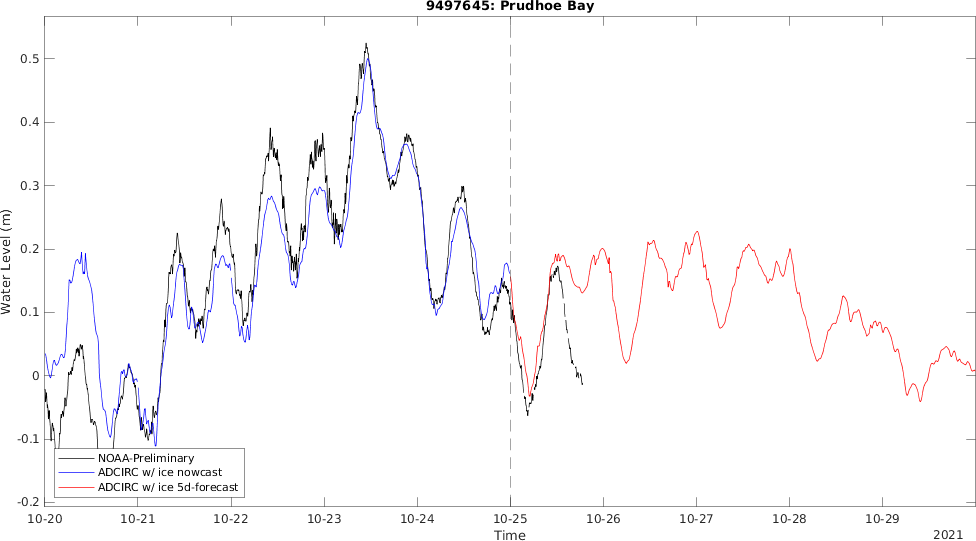 9497645: Prudhoe Bay
Water Level (m)
0.5
0.4
0.3
0.2
0.1
0
-0.1
-0.2
NOAA-Preliminary
ADCIRC w/ ice nowcast
ADCIRC w/ ice 5d-forecast
10-20 10-21 10-22 10-23 10-24 10-25 10-26 10-27 10-28 10-29
Time
2021